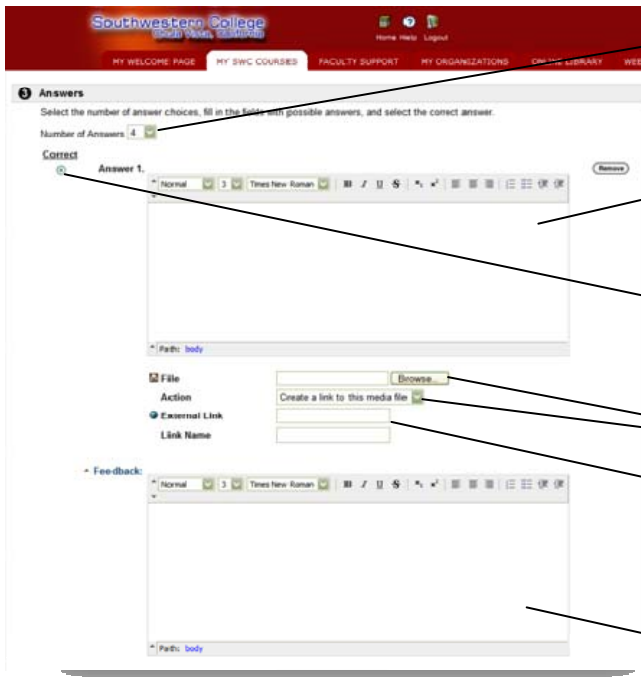 Southwestern College
Chula Vista, California
Home Help Logout
MY WELCOME PAGE MY SWC COURSES FACULTY SUPPORT MY ORGANIZATIONS ONLINE LIBRARY WEB
3 Answers
Select the number of answer choices, fill in the fields with possible answers, and select the correct answer.
Number of Answers 4
Correct
Answer 1.
Remove
Normal 3 Times New Roman B I U S
Path: body
File Browse...
Action Create a link to this media file
External Link
Link Name
Feedback:
Normal 3 Times New Roman B I U S
Path: body